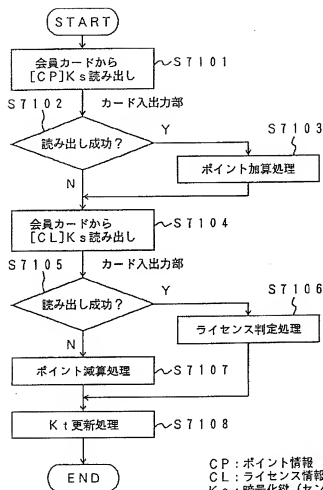 START
会員カードから
[CP]Ks読み出し
S7101
S7102
カード入出力部
読み出し成功?
Y
N
S7103
ポイント加算処理
会員カードから
[CL]Ks読み出し
S7104
S7105
カード入出力部
読み出し成功?
Y
N
S7106
ライセンス判定処理
ポイント減算処理
S7107
Kt更新処理
S7108
END
CP:ポイント情報
CL:ライセンス情報